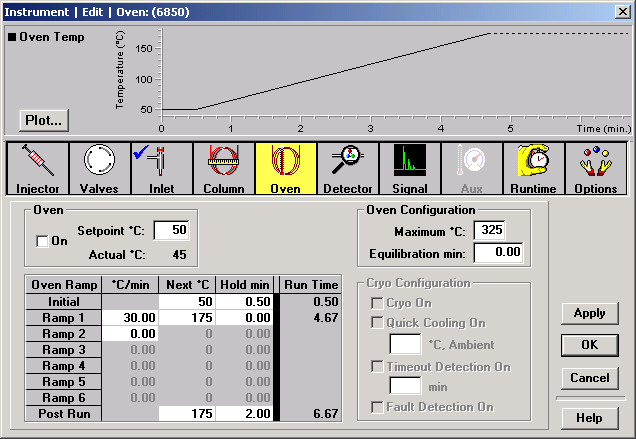 Instrument | Edit | Oven: (6850)
Oven Temp
Temperature (°C)
150
100
50
0 1 2 3 4 5 Time (min.)
Plot...
Injector Valves Inlet Column Oven Detector Signal Aux Runtime Options
Oven
On
Setpoint °C: 50
Actual °C: 45
Oven Configuration
Maximum °C: 325
Equilibration min: 0.00
Oven Ramp °C/min Next °C Hold min Run Time
Initial 50 0.50 0.50
Ramp 1 30.00 175 0.00 4.67
Ramp 2 0.00 0 0.00
Ramp 3 0.00 0 0.00
Ramp 4 0.00 0 0.00
Ramp 5 0.00 0 0.00
Ramp 6 0.00 0 0.00
Post Run 175 2.00 6.67
Cryo Configuration
Cryo On
Quick Cooling On
°C, Ambient
Timeout Detection On
min
Fault Detection On
Apply
OK
Cancel
Help